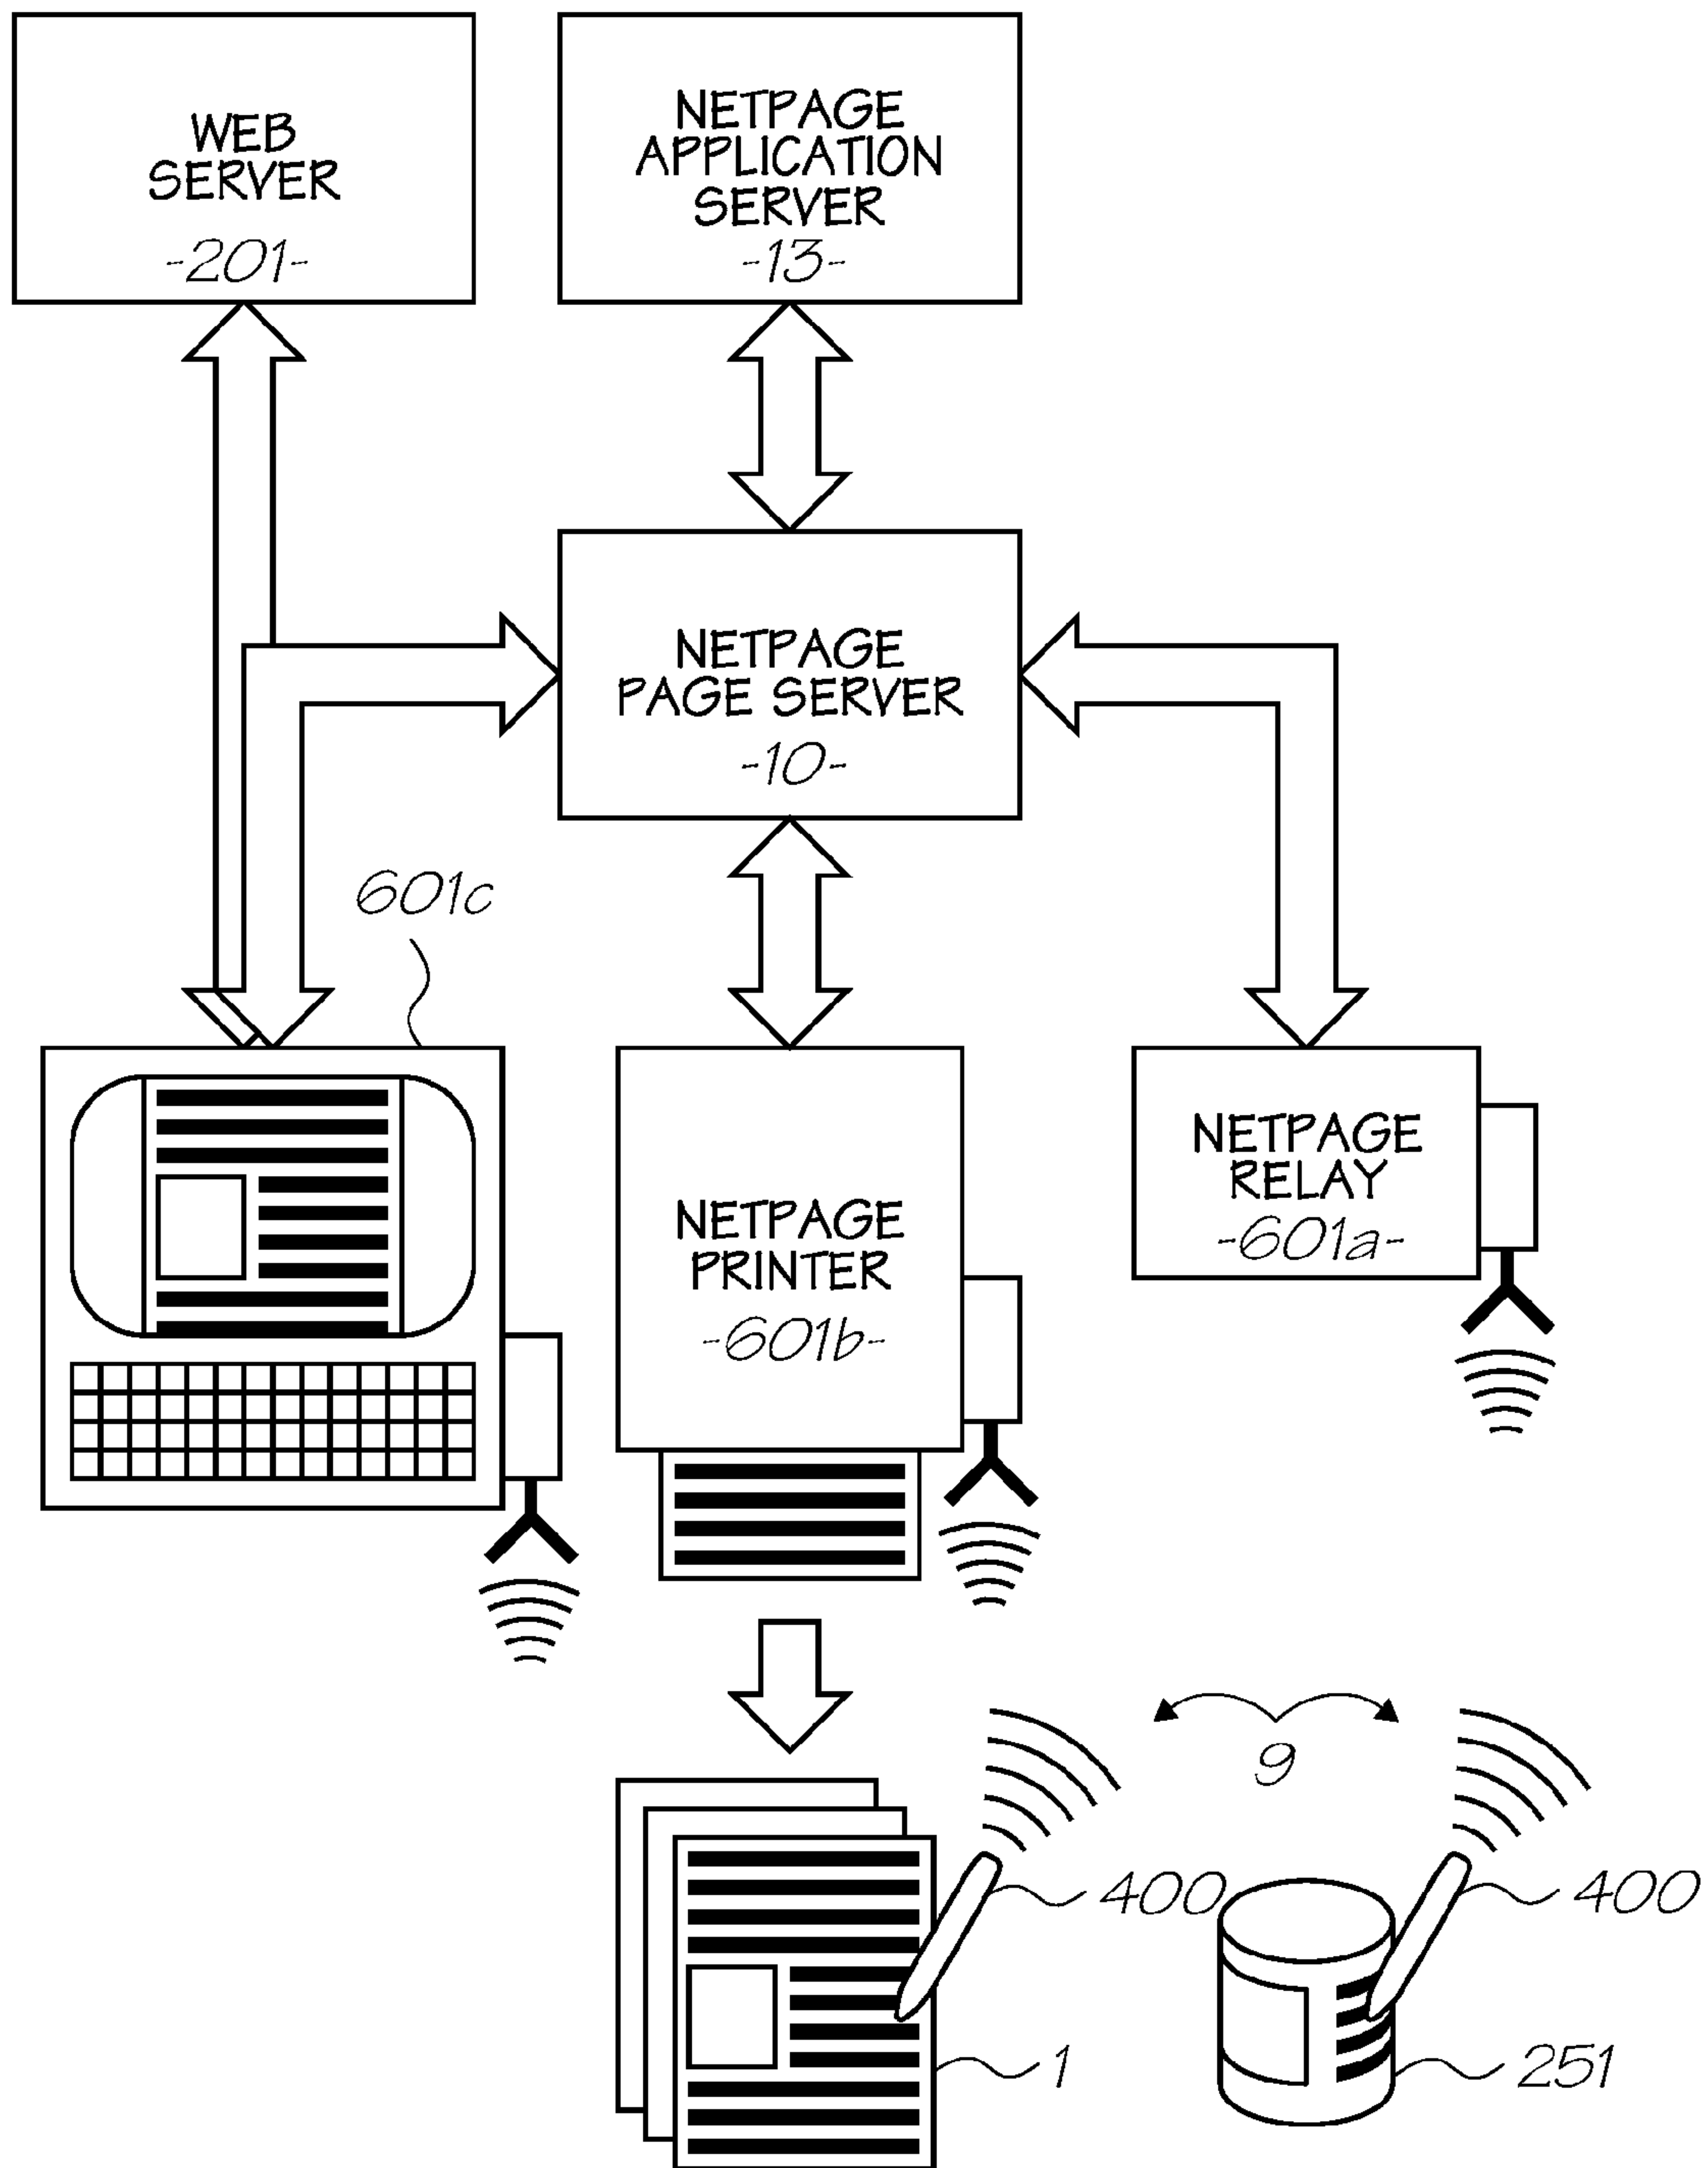 WEB
SERVER
-201-
NETPAGE
APPLICATION
SERVER
-13-
NETPAGE
PAGE SERVER
-10-
601c
NETPAGE
PRINTER
-601b-
NETPAGE
RELAY
-601a-
9
400
400
1
251